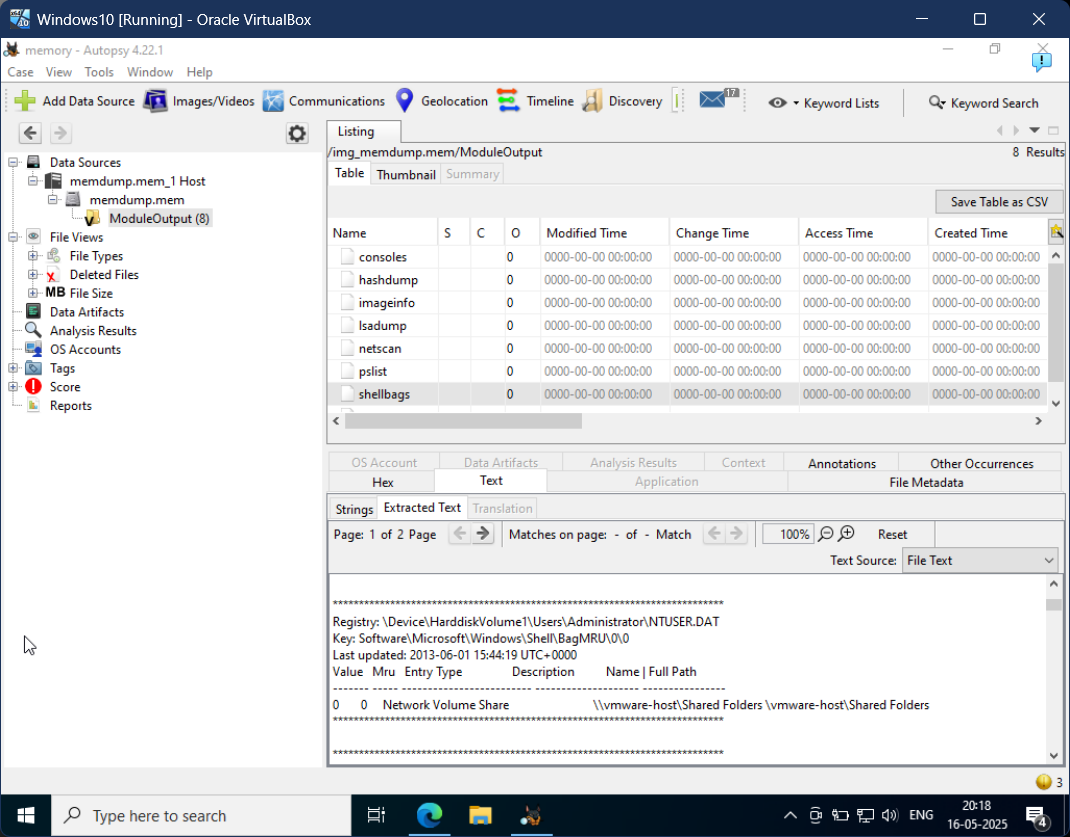 Windows10 [Running] - Oracle VirtualBox
memory - Autopsy 4.22.1
Case View Tools Window Help
Add Data Source Images/Videos Communications Geolocation Timeline Discovery 17 Keyword Lists Keyword Search
Listing
/img_memdump.mem/ModuleOutput 8 Results
Table Thumbnail Summary
Save Table as CSV
Name S C O Modified Time Change Time Access Time Created Time
consoles 0 0000-00-00 00:00:00 0000-00-00 00:00:00 0000-00-00 00:00:00 0000-00-00 00:00:00
hashdump 0 0000-00-00 00:00:00 0000-00-00 00:00:00 0000-00-00 00:00:00 0000-00-00 00:00:00
imageinfo 0 0000-00-00 00:00:00 0000-00-00 00:00:00 0000-00-00 00:00:00 0000-00-00 00:00:00
lsadump 0 0000-00-00 00:00:00 0000-00-00 00:00:00 0000-00-00 00:00:00 0000-00-00 00:00:00
netscan 0 0000-00-00 00:00:00 0000-00-00 00:00:00 0000-00-00 00:00:00 0000-00-00 00:00:00
pslist 0 0000-00-00 00:00:00 0000-00-00 00:00:00 0000-00-00 00:00:00 0000-00-00 00:00:00
shellbags 0 0000-00-00 00:00:00 0000-00-00 00:00:00 0000-00-00 00:00:00 0000-00-00 00:00:00
Data Sources
memdump.mem_1 Host
memdump.mem
ModuleOutput (8)
File Views
File Types
Deleted Files
MB File Size
Data Artifacts
Analysis Results
OS Accounts
Tags
Score
Reports
OS Account Data Artifacts Analysis Results Context Annotations Other Occurrences
Hex Text Application File Metadata
Strings Extracted Text Translation
Page: 1 of 2 Page Matches on page: - of - Match 100% Reset
Text Source: File Text
***************************************************************************
Registry: \Device\HarddiskVolume1\Users\Administrator\NTUSER.DAT
Key: Software\Microsoft\Windows\Shell\BagMRU\0\0
Last updated: 2013-06-01 15:44:19 UTC+0000
Value Mru Entry Type Description Name | Full Path
------- ----- ------------------------- -------------------- ----------------
0 0 Network Volume Share \\vmware-host\Shared Folders \vmware-host\Shared Folders
***************************************************************************
***************************************************************************
3
Type here to search
ENG
20:18
16-05-2025
4